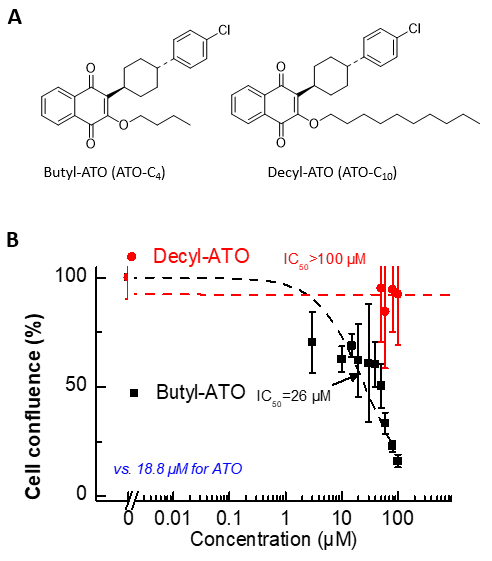 A
Cl
Cl
O
O
O
O
O
O
Butyl-ATO (ATO-C₄)
Decyl-ATO (ATO-C₁₀)
B
Decyl-ATO
IC₅₀>100 µM
100
50
0
Cell confluence (%)
Butyl-ATO
IC₅₀=26 µM
vs. 18.8 µM for ATO
0 0.01 0.1 1 10 100
Concentration (µM)